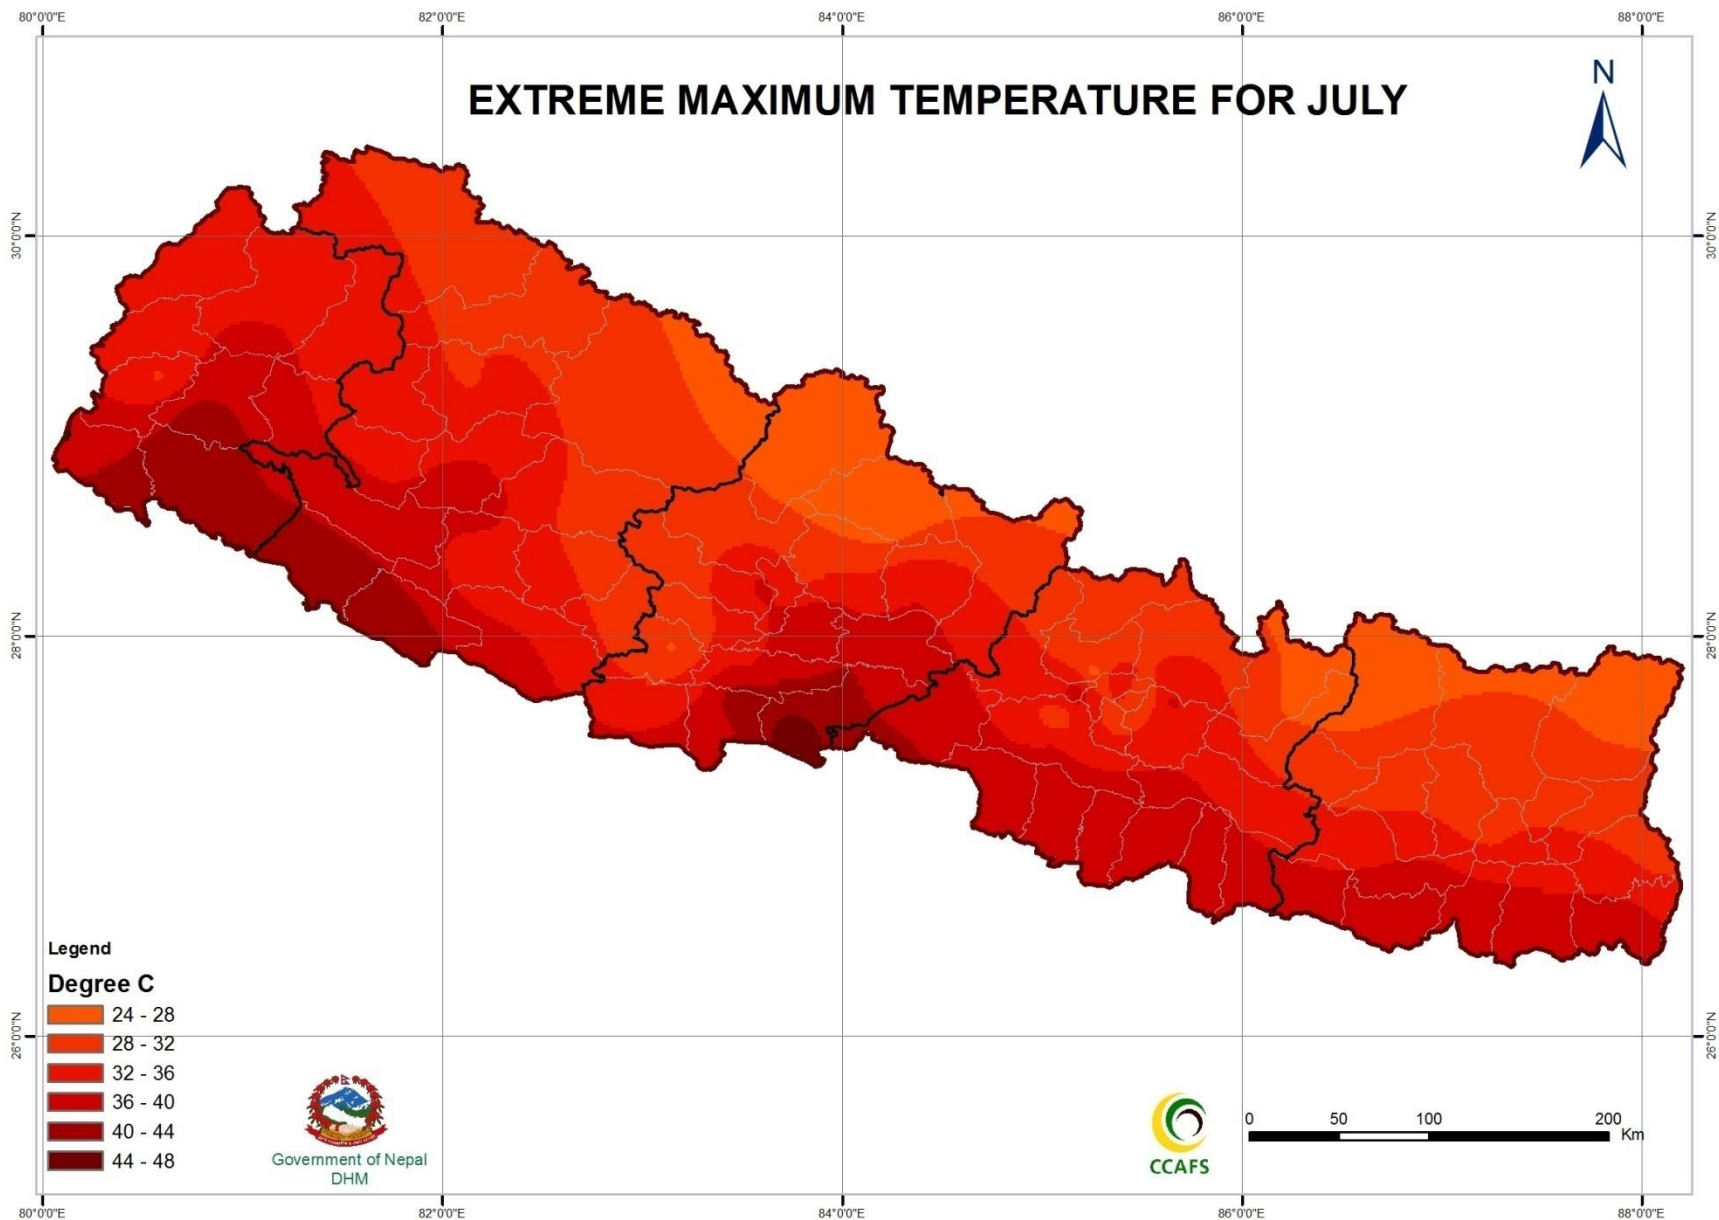 80°0'0"E 82°0'0"E 84°0'0"E 86°0'0"E 88°0'0"E
EXTREME MAXIMUM TEMPERATURE FOR JULY
N
30°0'0"N 30°0'0"N
28°0'0"N 28°0'0"N
26°0'0"N 26°0'0"N
Legend
Degree C
24 - 28
28 - 32
32 - 36
36 - 40
40 - 44
44 - 48
Government of Nepal
DHM
CCAFS
0 50 100 200
Km
80°0'0"E 82°0'0"E 84°0'0"E 86°0'0"E 88°0'0"E